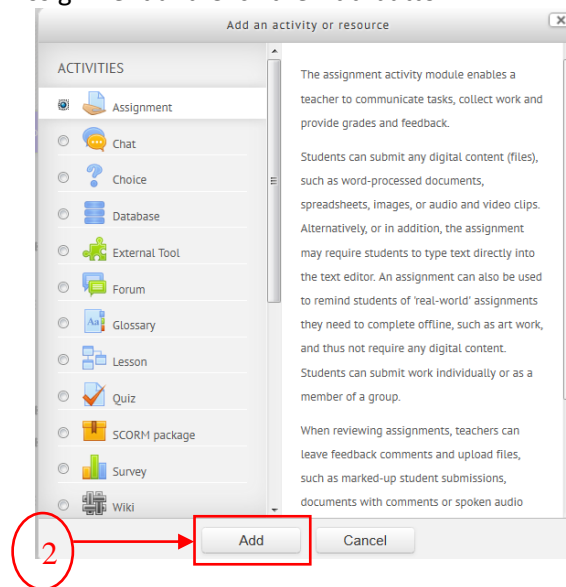 Add an activity or resource
ACTIVITIES
Assignment
Chat
Choice
Database
External Tool
Forum
Glossary
Lesson
Quiz
SCORM package
Survey
Wiki
The assignment activity module enables a
teacher to communicate tasks, collect work and
provide grades and feedback.
Students can submit any digital content (files),
such as word-processed documents,
spreadsheets, images, or audio and video clips.
Alternatively, or in addition, the assignment
may require students to type text directly into
the text editor. An assignment can also be used
to remind students of 'real-world' assignments
they need to complete offline, such as art work,
and thus not require any digital content.
Students can submit work individually or as a
member of a group.
When reviewing assignments, teachers can
leave feedback comments and upload files,
such as marked-up student submissions,
documents with comments or spoken audio
2
Add
Cancel